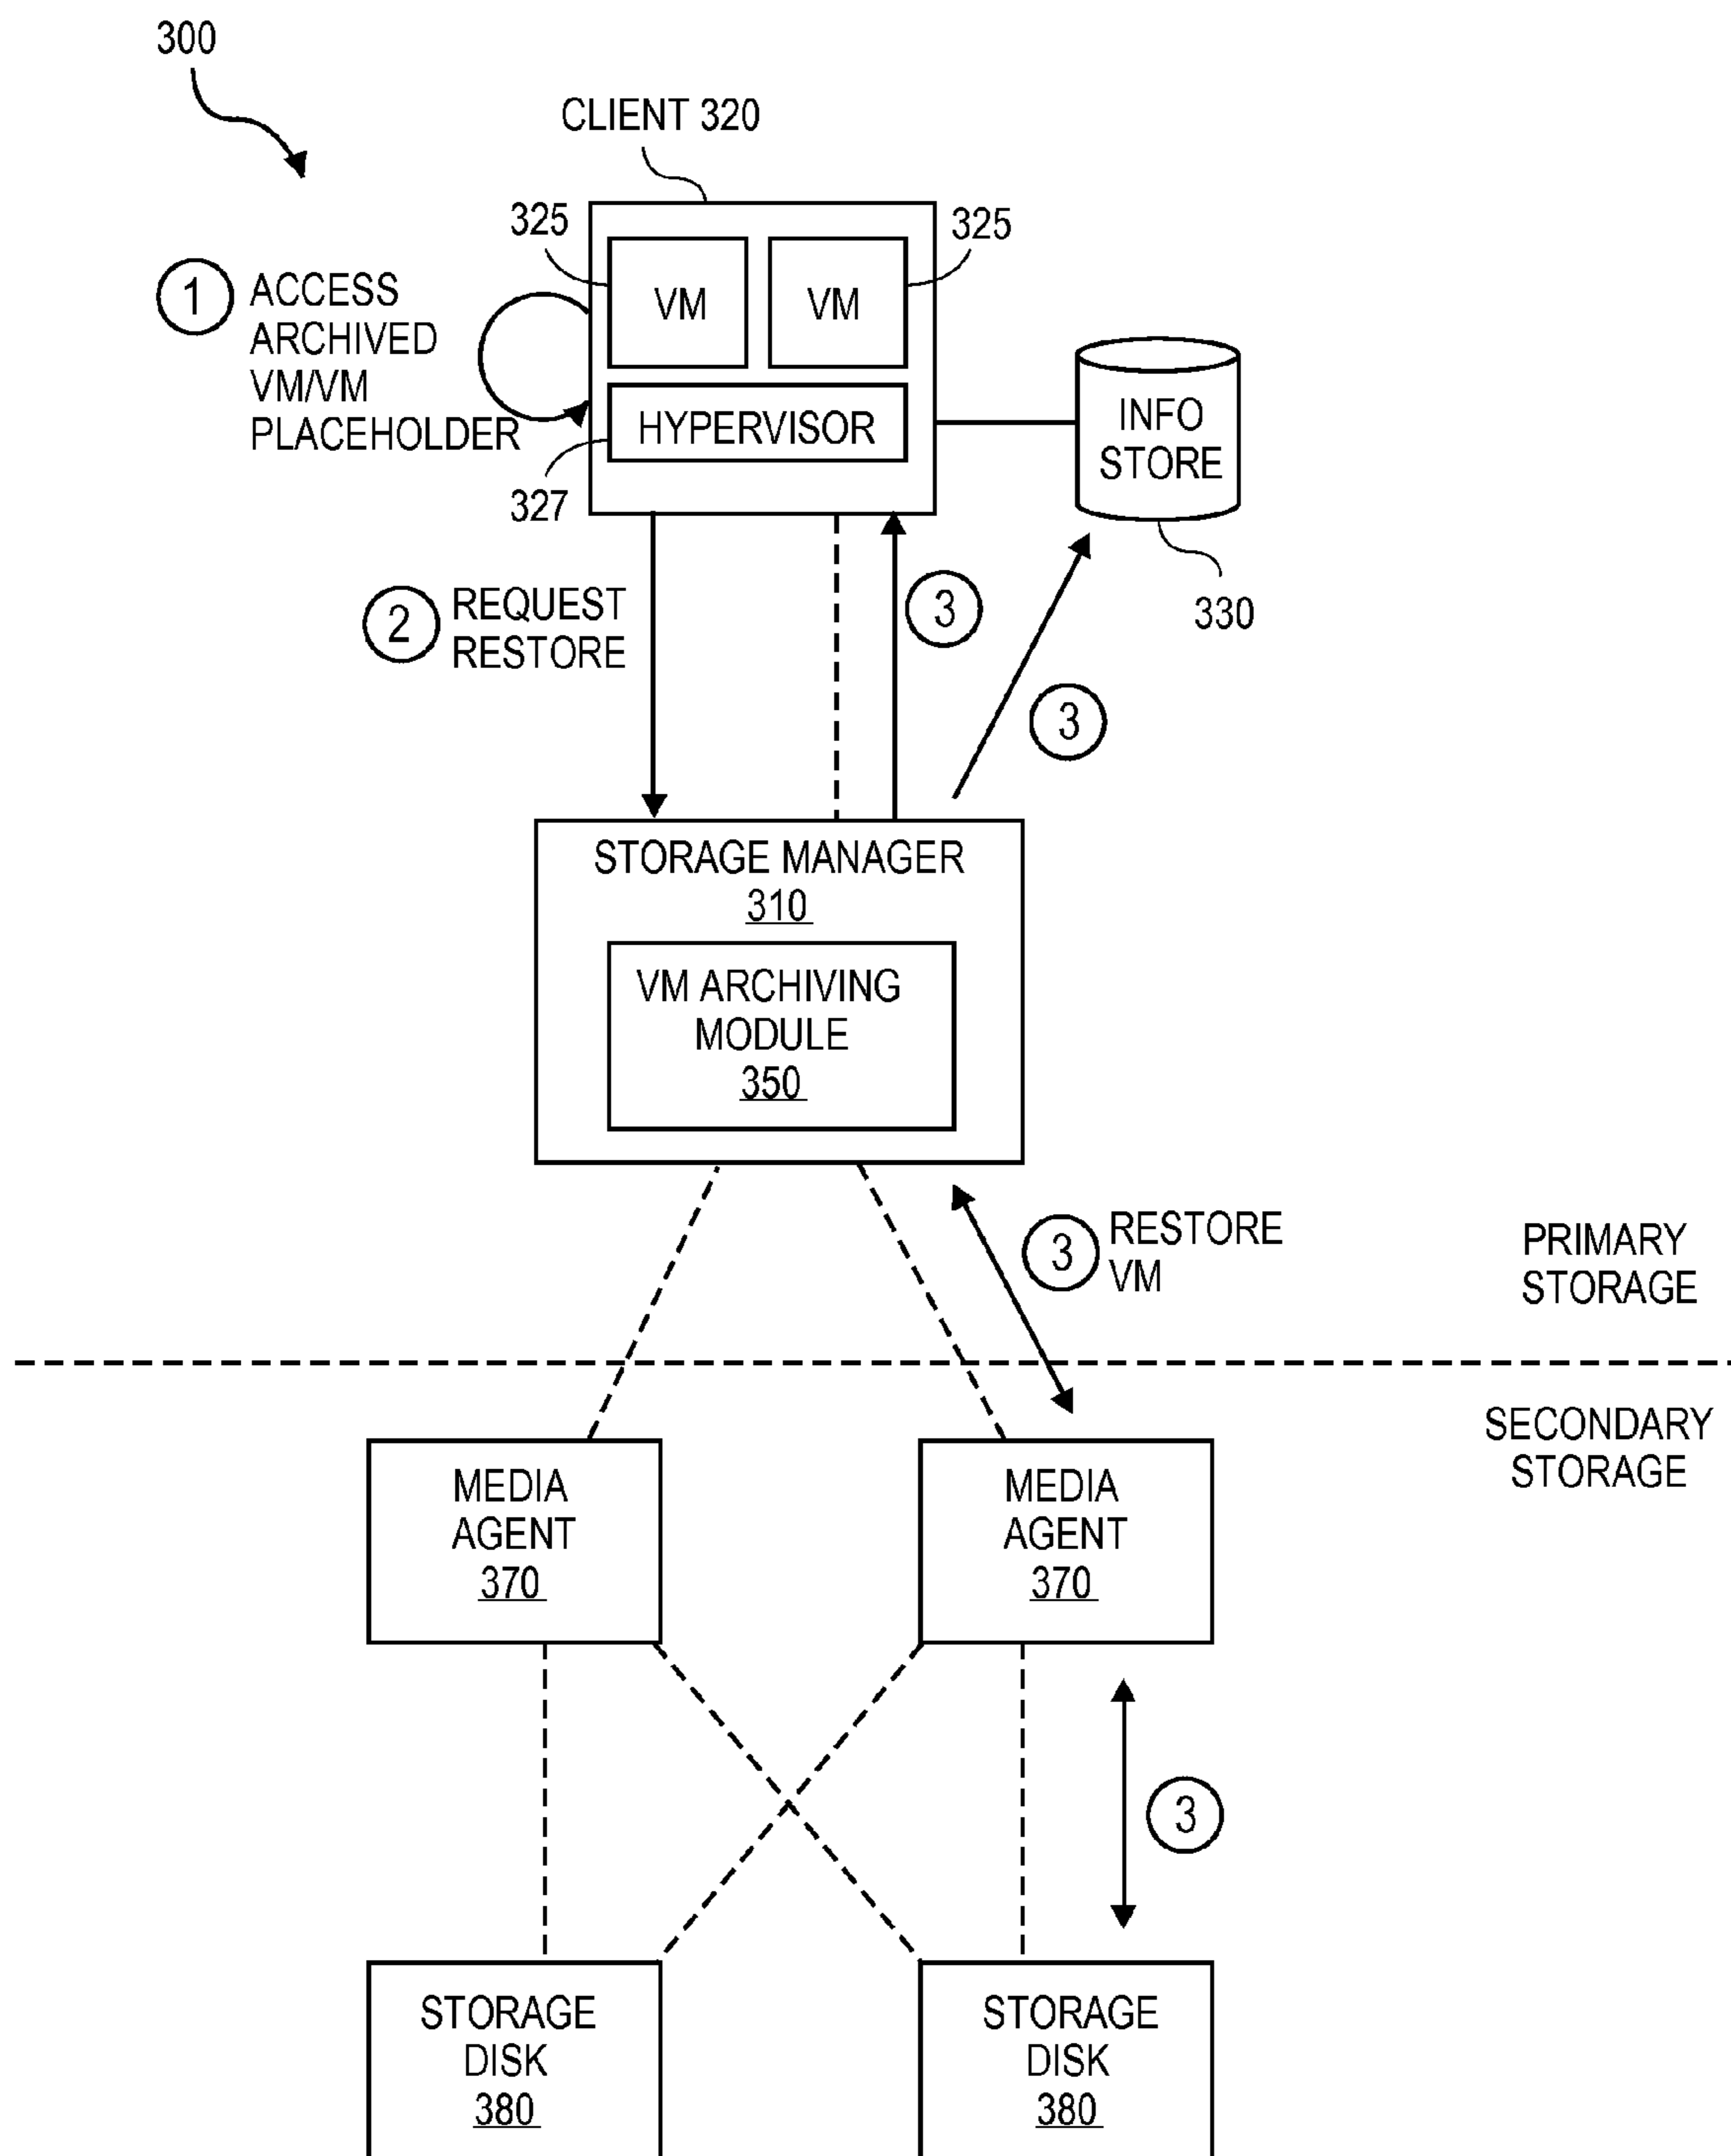 300
CLIENT 320
325
325
VM
VM
1
ACCESS
ARCHIVED
VM/VM
PLACEHOLDER
HYPERVISOR
327
INFO
STORE
330
2
REQUEST
RESTORE
3
3
STORAGE MANAGER
310
VM ARCHIVING
MODULE
350
3
RESTORE
VM
PRIMARY
STORAGE
SECONDARY
STORAGE
MEDIA
AGENT
370
MEDIA
AGENT
370
3
STORAGE
DISK
380
STORAGE
DISK
380